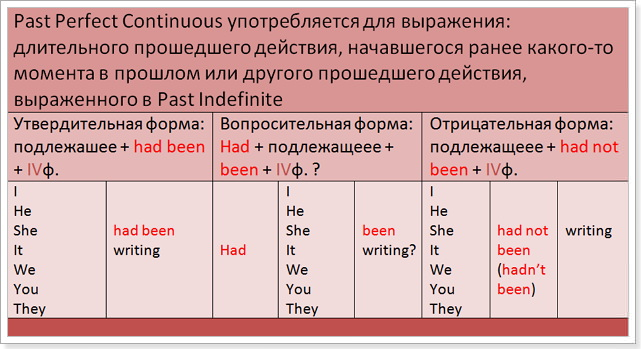 Past Perfect Continuous употребляется для выражения:
длительного прошедшего действия, начавшегося ранее какого-то
момента в прошлом или другого прошедшего действия,
выраженного в Past Indefinite
Утвердительная форма:
подлежашее + had been
+ IVф.
Вопросительная форма:
Had + подлежащеее +
been + IVф. ?
Отрицательная форма:
подлежащеее + had not
been + IVф.
I
He
She
It
We
You
They
had been
writing
Had
I
He
She
It
We
You
They
been
writing?
I
He
She
It
We
You
They
had not
been
(hadn’t
been)
writing